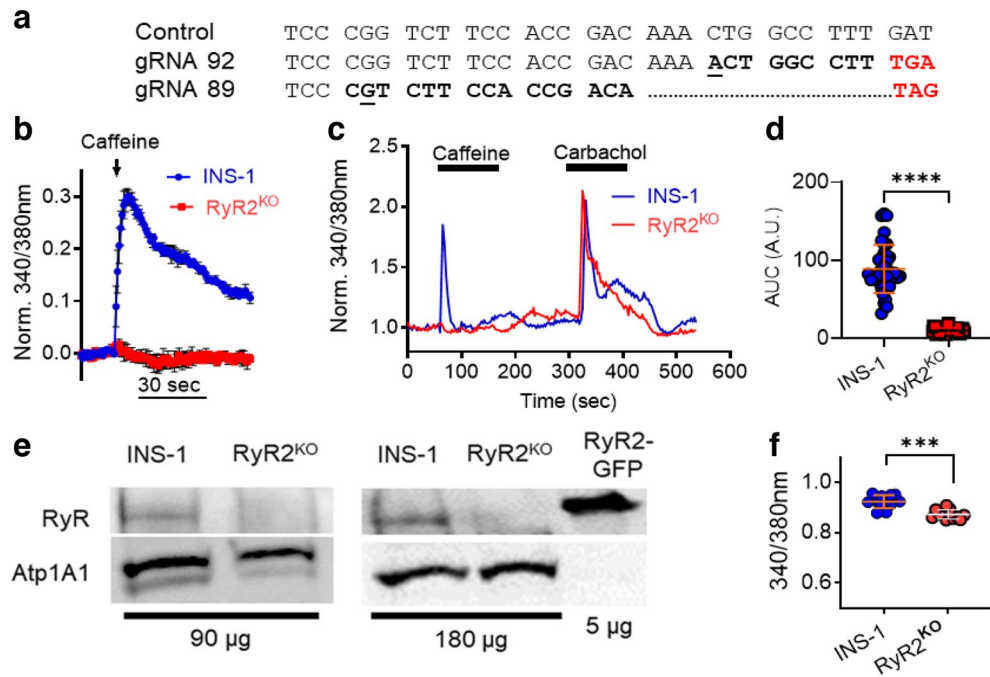 a
Control TCC CGG TCT TCC ACC GAC AAA CTG GCC TTT GAT
gRNA 92 TCC CGG TCT TCC ACC GAC AAA ACT GGC CTT TGA
gRNA 89 TCC CGT CTT CCA CCG ACA ................................................ TAG
b
Caffeine
INS-1
RyR2KO
Norm. 340/380nm
0.3
0.2
0.1
0.0
30 sec
c
Caffeine
Carbachol
INS-1
RyR2KO
Norm. 340/380nm
2.5
2.0
1.5
1.0
0
100
200
300
400
500
600
Time (sec)
d
****
AUC (A.U.)
200
100
0
INS-1
RyR2KO
e
INS-1
RyR2KO
INS-1
RyR2KO
RyR2-
GFP
RyR
Atp1A1
90 µg
180 µg
5 µg
f
***
340/380nm
1.0
0.8
0.6
INS-1
RyR2KO